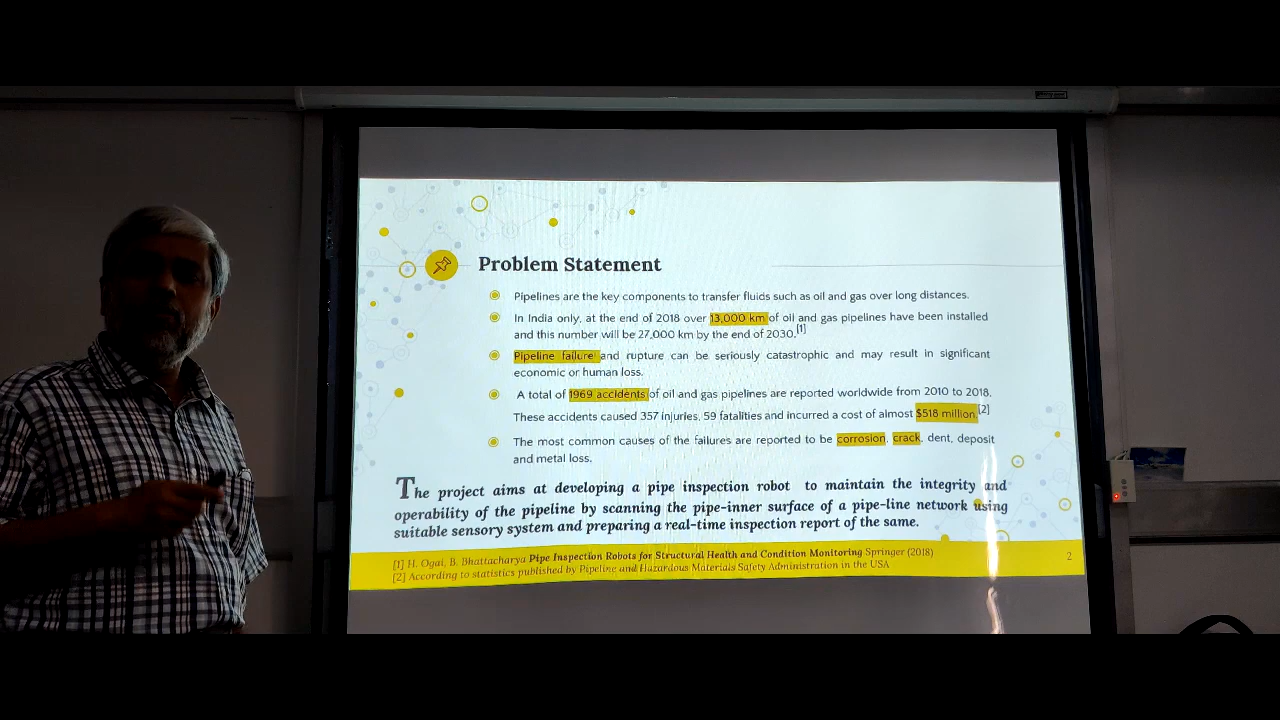 Problem Statement
Pipelines are the key components to transfer fluids such as oil and gas over long distances.
In India only, at the end of 2018 over 13,000 km of oil and gas pipelines have been installed
and this number will be 27,000 km by the end of 2030.[1]
Pipeline failure and rupture can be seriously catastrophic and may result in significant
economic or human loss.
A total of 1969 accidents of oil and gas pipelines are reported worldwide from 2010 to 2018.
These accidents caused 357 injuries, 59 fatalities and incurred a cost of almost $518 million.[2]
The most common causes of the failures are reported to be corrosion, crack, dent, deposit
and metal loss.
The project aims at developing a pipe inspection robot to maintain the integrity and
operability of the pipeline by scanning the pipe-inner surface of a pipe-line network using
suitable sensory system and preparing a real-time inspection report of the same.
[1] H. Ogai, B. Bhattacharya Pipe Inspection Robots for Structural Health and Condition Monitoring Springer (2018)
[2] According to statistics published by Pipeline and Hazardous Materials Safety Administration in the USA
2